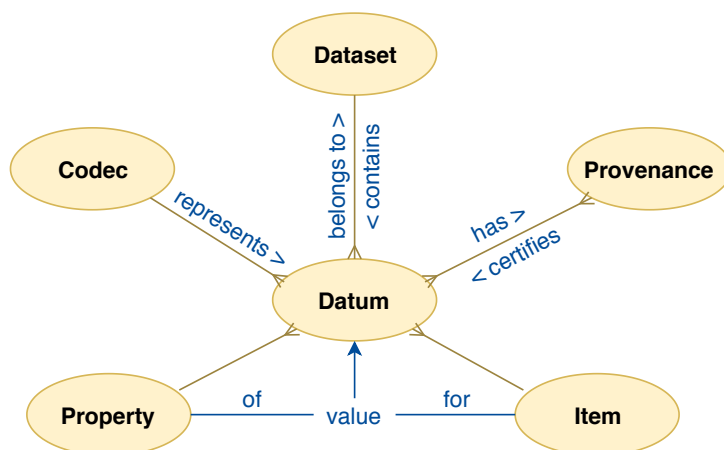 Dataset
Codec
Provenance
belongs to >
< contains
represents >
has >
< certifies
Datum
Property
of
value
for
Item